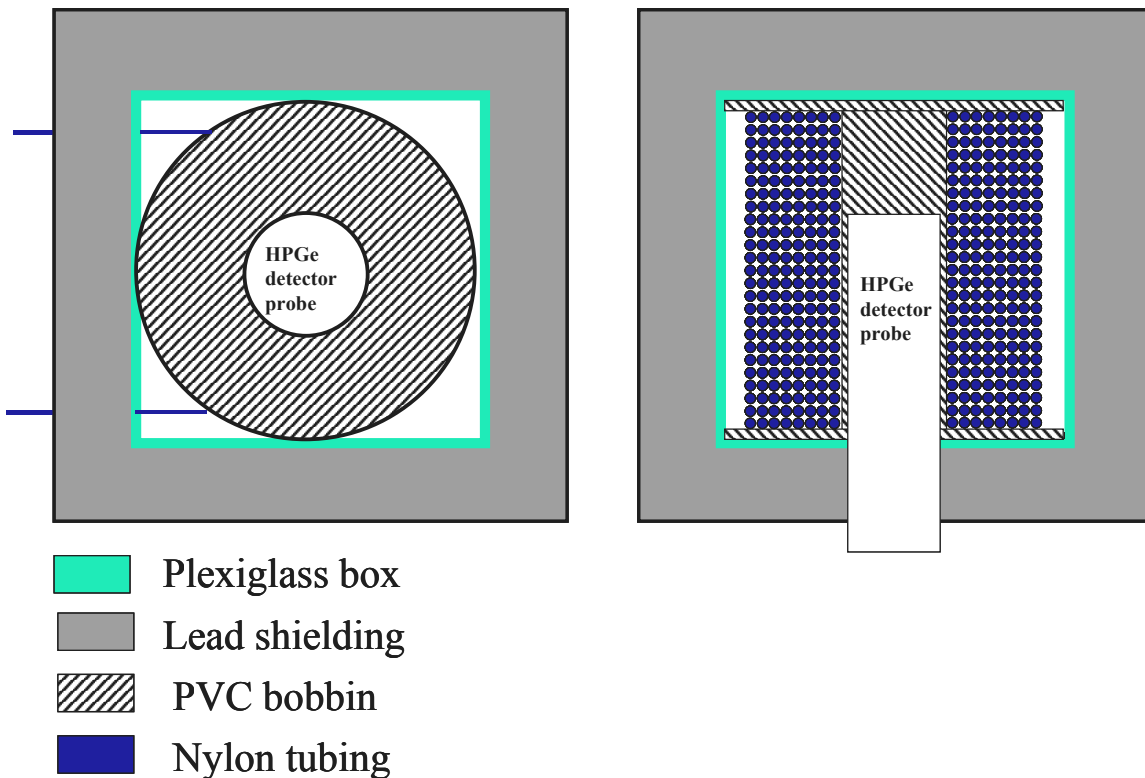 HPGe
detector
probe
HPGe
detector
probe
Plexiglass box
Lead shielding
PVC bobbin
Nylon tubing